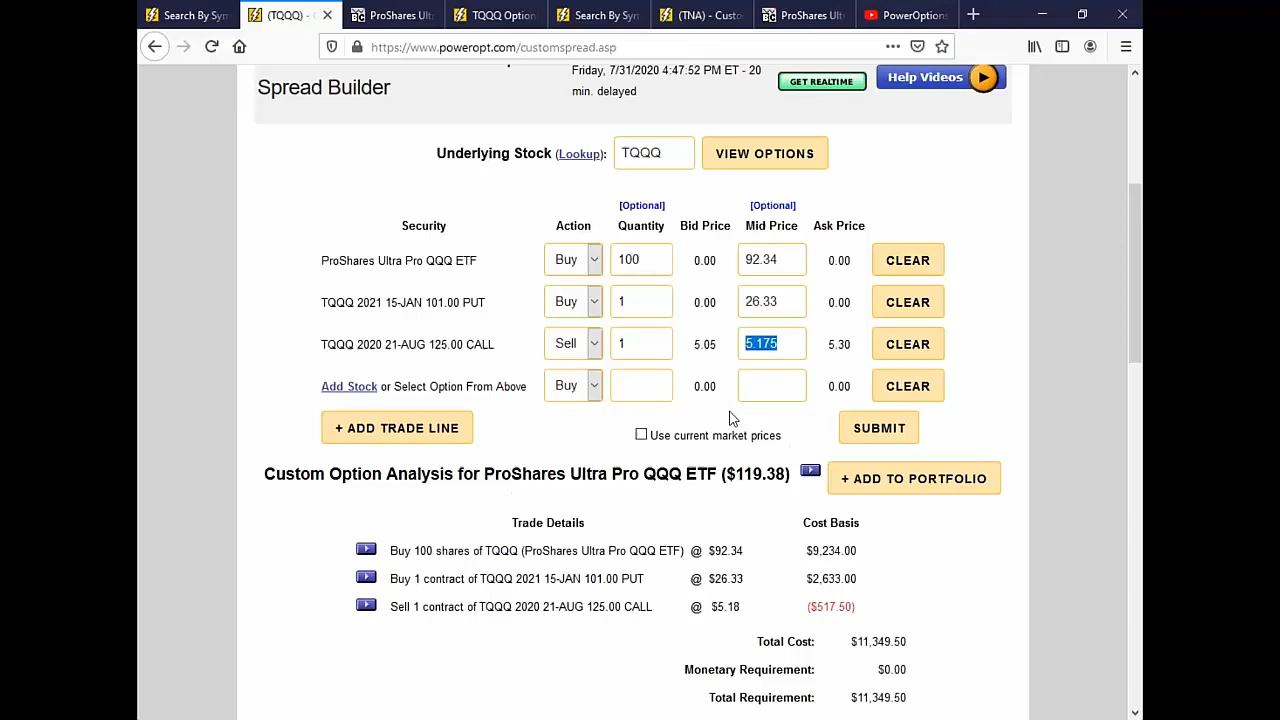 Search By Sym
(TQQQ) - C
ProShares Ult
TQQQ Option
Search By Sym
(TNA) - Custo
ProShares Ult
PowerOptions
https://www.poweropt.com/customspread.asp
Friday, 7/31/2020 4:47:52 PM ET - 20
min. delayed
Spread Builder
GET REALTIME
Help Videos
Underlying Stock (Lookup): TQQQ VIEW OPTIONS
[Optional] [Optional]
Security Action Quantity Bid Price Mid Price Ask Price
ProShares Ultra Pro QQQ ETF Buy 100 0.00 92.34 0.00 CLEAR
TQQQ 2021 15-JAN 101.00 PUT Buy 1 0.00 26.33 0.00 CLEAR
TQQQ 2020 21-AUG 125.00 CALL Sell 1 5.05 5.175 5.30 CLEAR
Add Stock or Select Option From Above Buy 0.00 0.00 CLEAR
+ ADD TRADE LINE Use current market prices SUBMIT
Custom Option Analysis for ProShares Ultra Pro QQQ ETF ($119.38) + ADD TO PORTFOLIO
Trade Details Cost Basis
Buy 100 shares of TQQQ (ProShares Ultra Pro QQQ ETF) @ $92.34 $9,234.00
Buy 1 contract of TQQQ 2021 15-JAN 101.00 PUT @ $26.33 $2,633.00
Sell 1 contract of TQQQ 2020 21-AUG 125.00 CALL @ $5.18 ($517.50)
Total Cost: $11,349.50
Monetary Requirement: $0.00
Total Requirement: $11,349.50